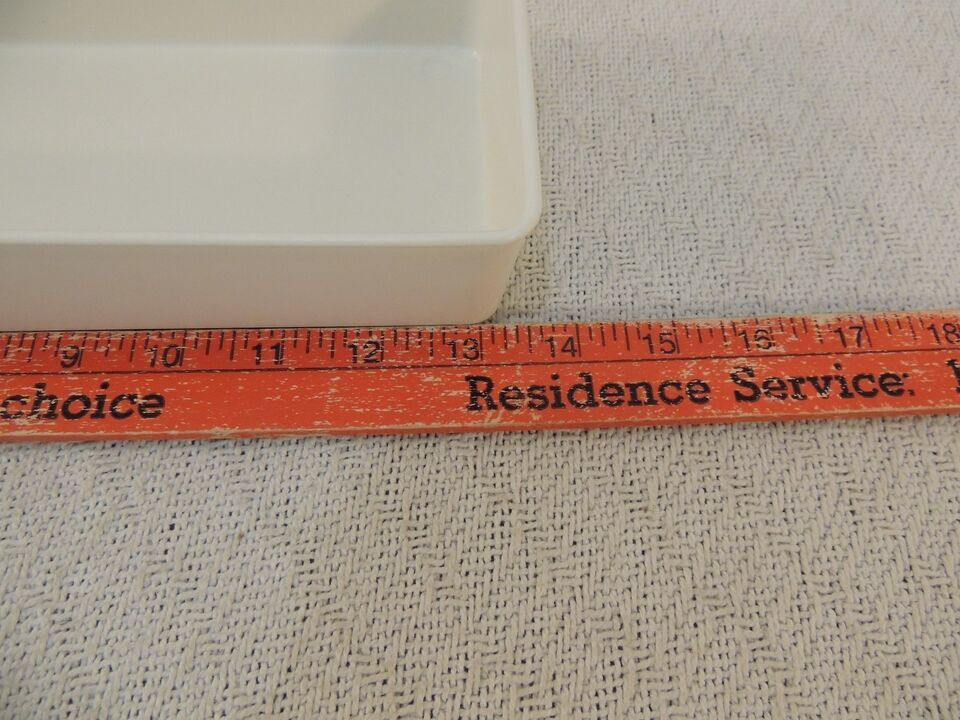 9 10 11 12 13 14 15 16 17 18
choice Residence Service: